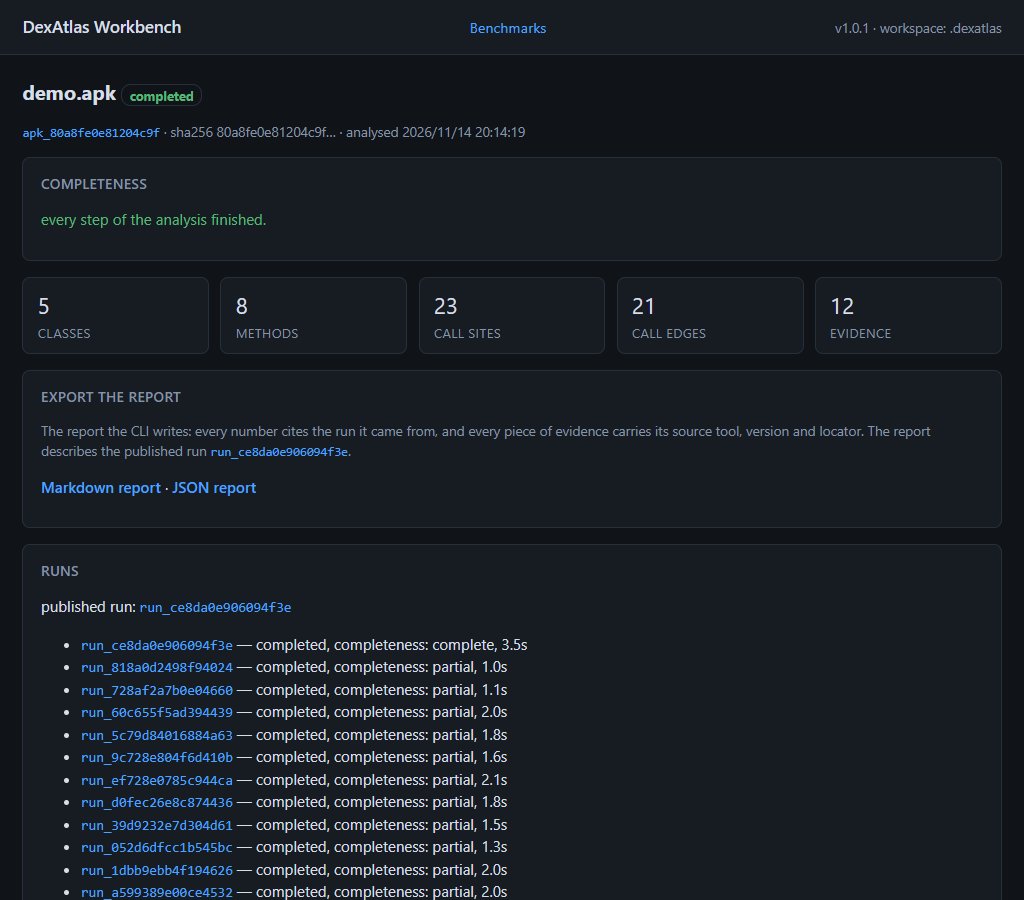 DexAtlas Workbench
Benchmarks
v1.0.1 · workspace: .dexatlas
demo.apk completed
apk_80a8fe0e81204c9f · sha256 80a8fe0e81204c9f... · analysed 2026/11/14 20:14:19
COMPLETENESS
every step of the analysis finished.
5
CLASSES
8
METHODS
23
CALL SITES
21
CALL EDGES
12
EVIDENCE
EXPORT THE REPORT
The report the CLI writes: every number cites the run it came from, and every piece of evidence carries its source tool, version and locator. The report
describes the published run run_ce8da0e906094f3e.
Markdown report · JSON report
RUNS
published run: run_ce8da0e906094f3e
• run_ce8da0e906094f3e — completed, completeness: complete, 3.5s
• run_818a0d2498f94024 — completed, completeness: partial, 1.0s
• run_728af2a7b0e04660 — completed, completeness: partial, 1.1s
• run_60c655f5ad394439 — completed, completeness: partial, 2.0s
• run_5c79d84016884a63 — completed, completeness: partial, 1.8s
• run_9c728e804f6d410b — completed, completeness: partial, 1.6s
• run_ef728e0785c944ca — completed, completeness: partial, 2.1s
• run_d0fec26e8c874436 — completed, completeness: partial, 1.8s
• run_39d9232e7d304d61 — completed, completeness: partial, 1.5s
• run_052d6dfcc1b545bc — completed, completeness: partial, 1.3s
• run_1dbb9ebb4f194626 — completed, completeness: partial, 2.0s
• run_a599389e00ce4532 — completed, completeness: partial, 2.0s